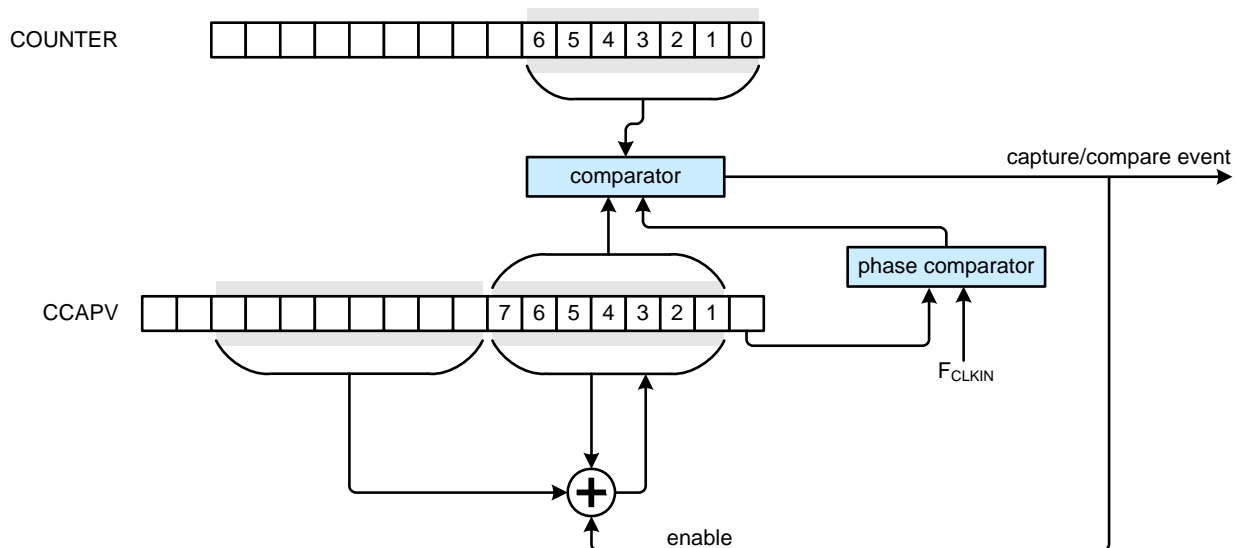 COUNTER 6 5 4 3 2 1 0
capture/compare event
comparator
phase comparator
CCAPV 7 6 5 4 3 2 1
FCLKIN
+
enable